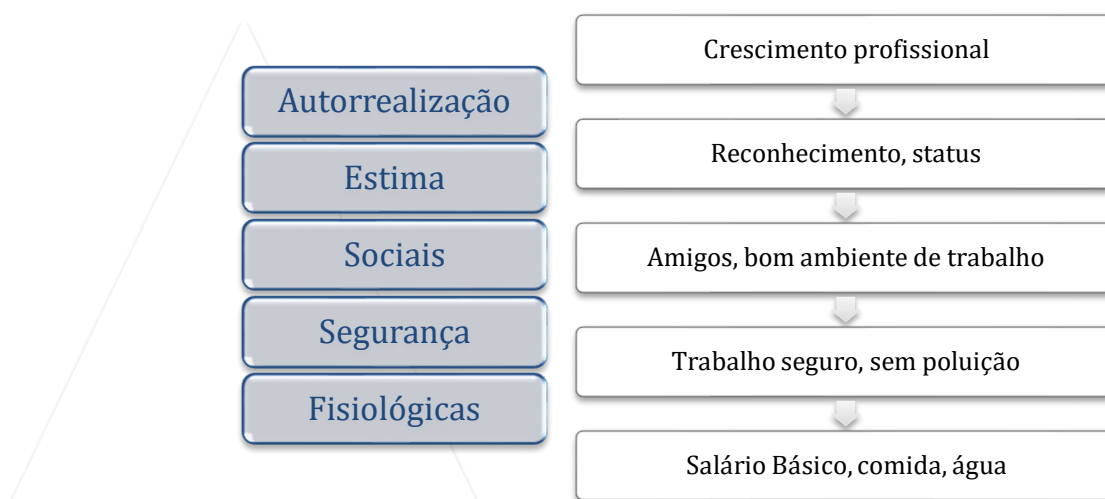 Autorrealização
Estima
Sociais
Segurança
Fisiológicas
Crescimento profissional
Reconhecimento, status
Amigos, bom ambiente de trabalho
Trabalho seguro, sem poluição
Salário Básico, comida, água